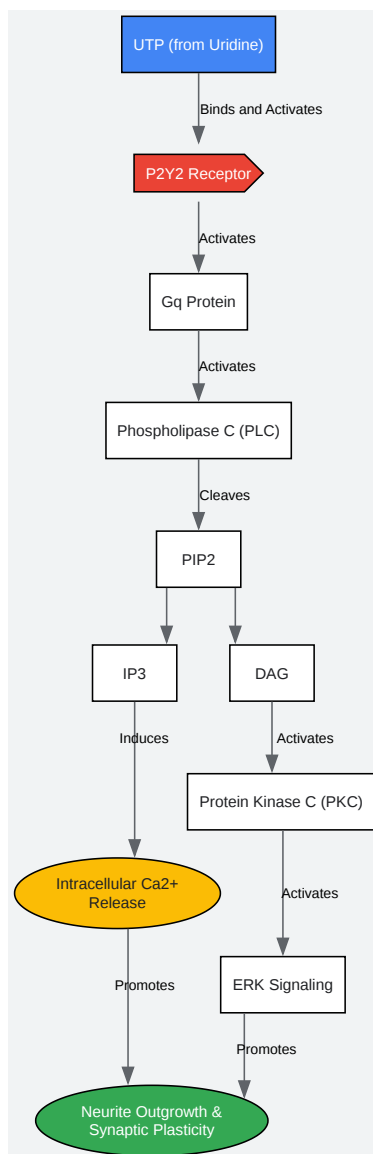 UTP (from Uridine)
Binds and Activates
P2Y2 Receptor
Activates
Gq Protein
Activates
Phospholipase C (PLC)
Cleaves
PIP2
IP3
DAG
Induces
Activates
Protein Kinase C (PKC)
Intracellular Ca2+
Release
Activates
Promotes
ERK Signaling
Promotes
Neurite Outgrowth &
Synaptic Plasticity